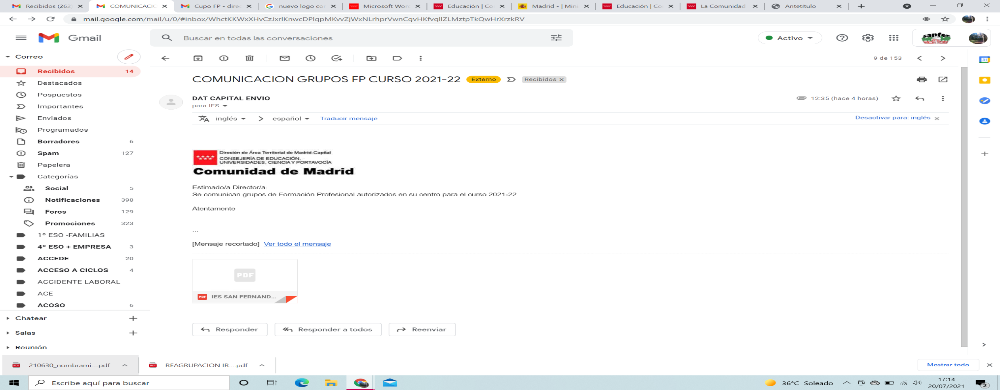 Recibidos (262)
COMUNICACIC
Cupo FP - direc
nuevo logo cor
Microsoft Word
Educación | Co
Madrid - | Mini
Educación | Co
La Comunidad
Antetítulo
mail.google.com/mail/u/0/#inbox/WhctKKWxXHvCzJxrlKnwcDPlqpMKvvZjWxNLrhprVwnCgvHKfvqllZLMztpTkQwHrXrzkRV
Gmail
Buscar en todas las conversaciones
Activo
sanfer
Correo
9 de 153
31
Recibidos 14
Destacados
Pospuestos
Importantes
Enviados
Programados
Borradores 6
Spam 127
Papelera
Categorías
Social 5
Notificaciones 398
Foros 129
Promociones 323
1º ESO -FAMILIAS
4º ESO + EMPRESA 3
ACCEDE 20
ACCESO A CICLOS 4
ACCIDENTE LABORAL
ACE
ACOSO 6
Chatear
Salas
Reunión
COMUNICACION GRUPOS FP CURSO 2021-22 Externo Recibidos
DAT CAPITAL ENVIO
12:35 (hace 4 horas)
para IES
inglés > español Traducir mensaje
Desactivar para: inglés
Direción de Área Territorial de Madrid-Capital
CONSEJERÍA DE EDUCACIÓN,
UNIVERSIDADES, CIENCIA Y PORTAVOCÍA
Comunidad de Madrid
Estimado/a Director/a:
Se comunican grupos de Formación Profesional autorizados en su centro para el curso 2021-22.
Atentamente
...
[Mensaje recortado] Ver todo el mensaje
PDF
PDF IES SAN FERNAND...
Responder
Responder a todos
Reenviar
210630_nombrami....pdf
REAGRUPACION IR....pdf
Mostrar todo
Escribe aquí para buscar
36°C Soleado
17:14
20/07/2021
2